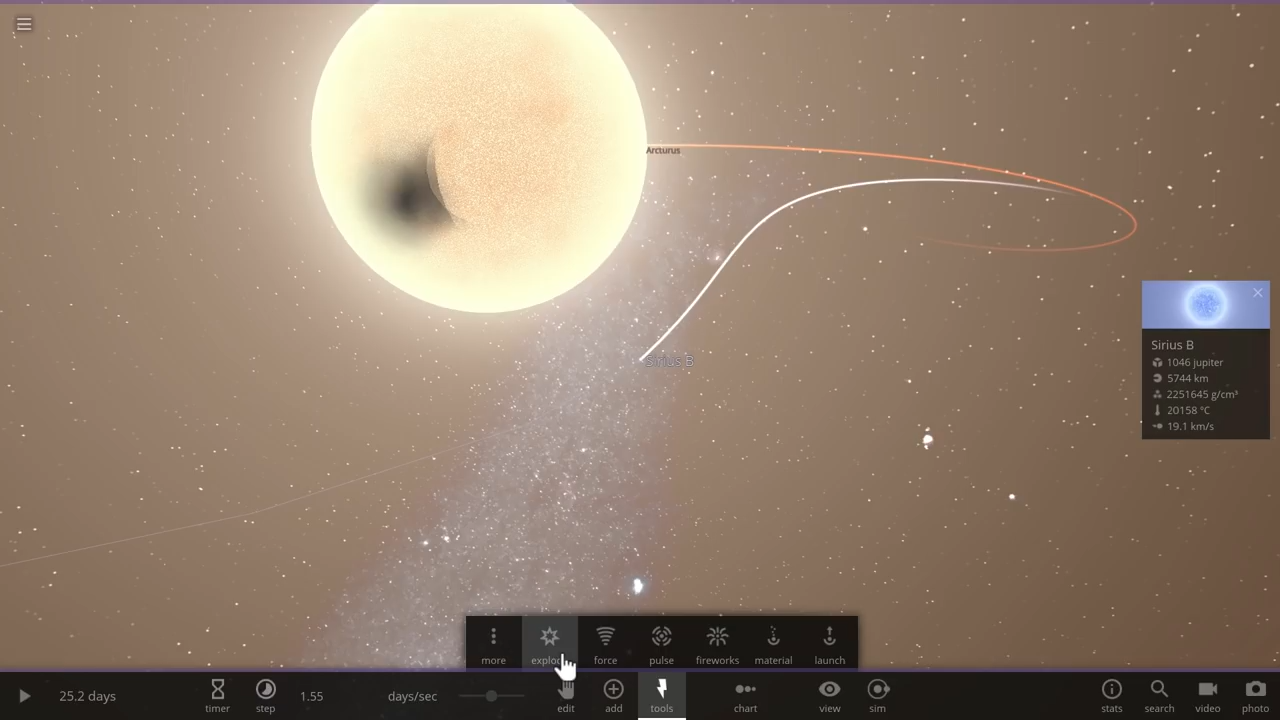 Arcturus
Sirius B
Sirius B
1046 jupiter
5744 km
2251645 g/cm³
20158 °C
19.1 km/s
more
force
pulse
fireworks
material
launch
25.2 days
timer
step
1.55
days/sec
edit
add
tools
chart
view
sim
stats
search
video
photo